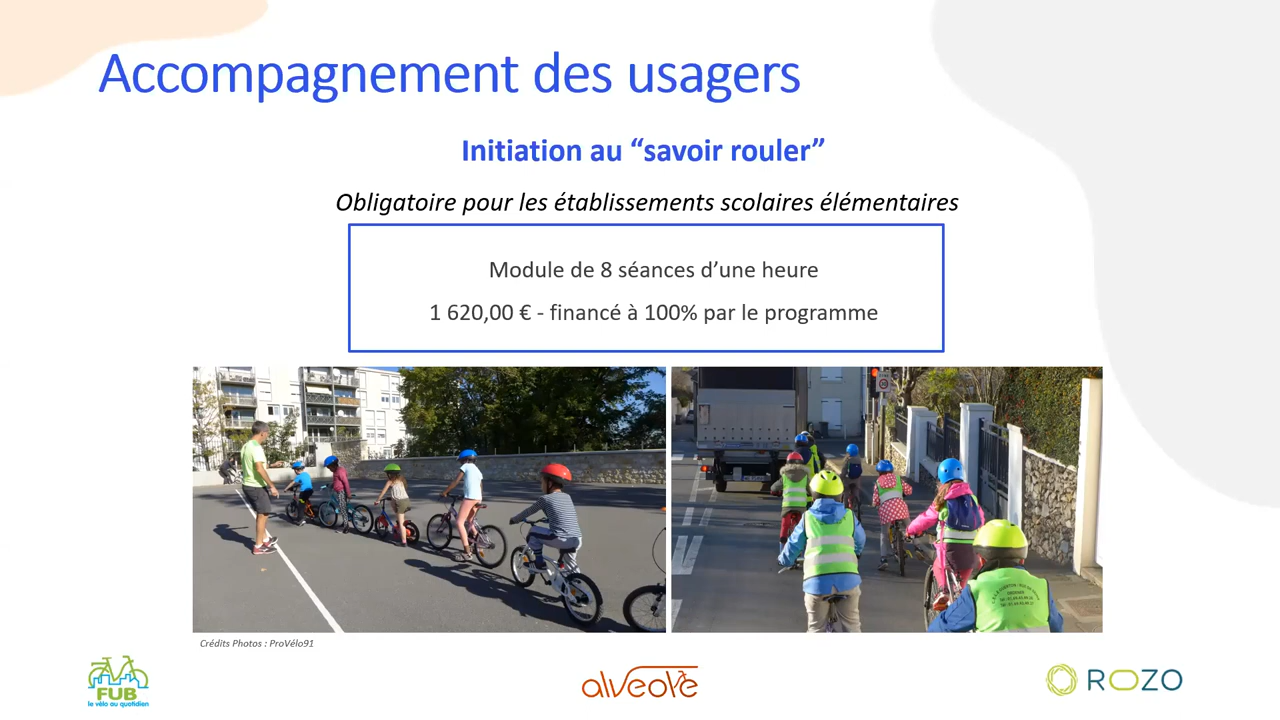 Accompagnement des usagers
Initiation au “savoir rouler”
Obligatoire pour les établissements scolaires élémentaires
Module de 8 séances d’une heure
1 620,00 € - financé à 100% par le programme
Crédits Photos : ProVélo91
FUB
le vélo au quotidien
alveole
ROZO